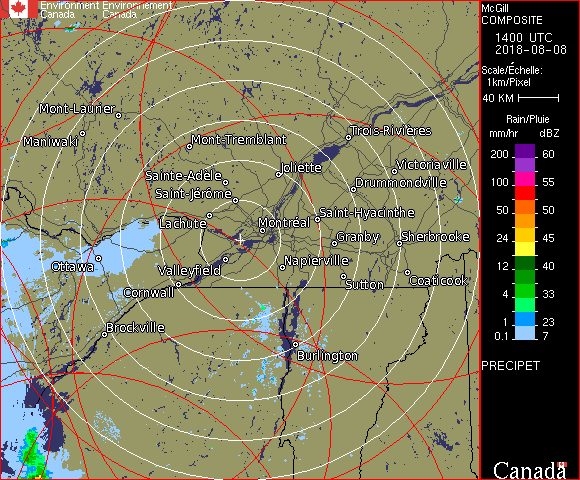 Environment Environnement
Canada Canada
McGill
COMPOSITE
1400 UTC
2018-08-08
Scale/Échelle:
1km/Pixel
40 KM
Rain/Pluie
mm/hr dBZ
200 60
100 55
50 50
24 45
12 40
4 33
1 23
0.1 7
PRECIPET
Canada
Mont-Laurier
Maniwaki
Mont-Tremblant
Trois-Rivières
Joliette
Victoriaville
Sainte-Adèle
Drummondville
Saint-Jérôme
Lachute
Montréal
Saint-Hyacinthe
Granby
Sherbrooke
Ottawa
Valleyfield
Napierville
Cornwall
Sutton
Coaticook
Brockville
Burlington